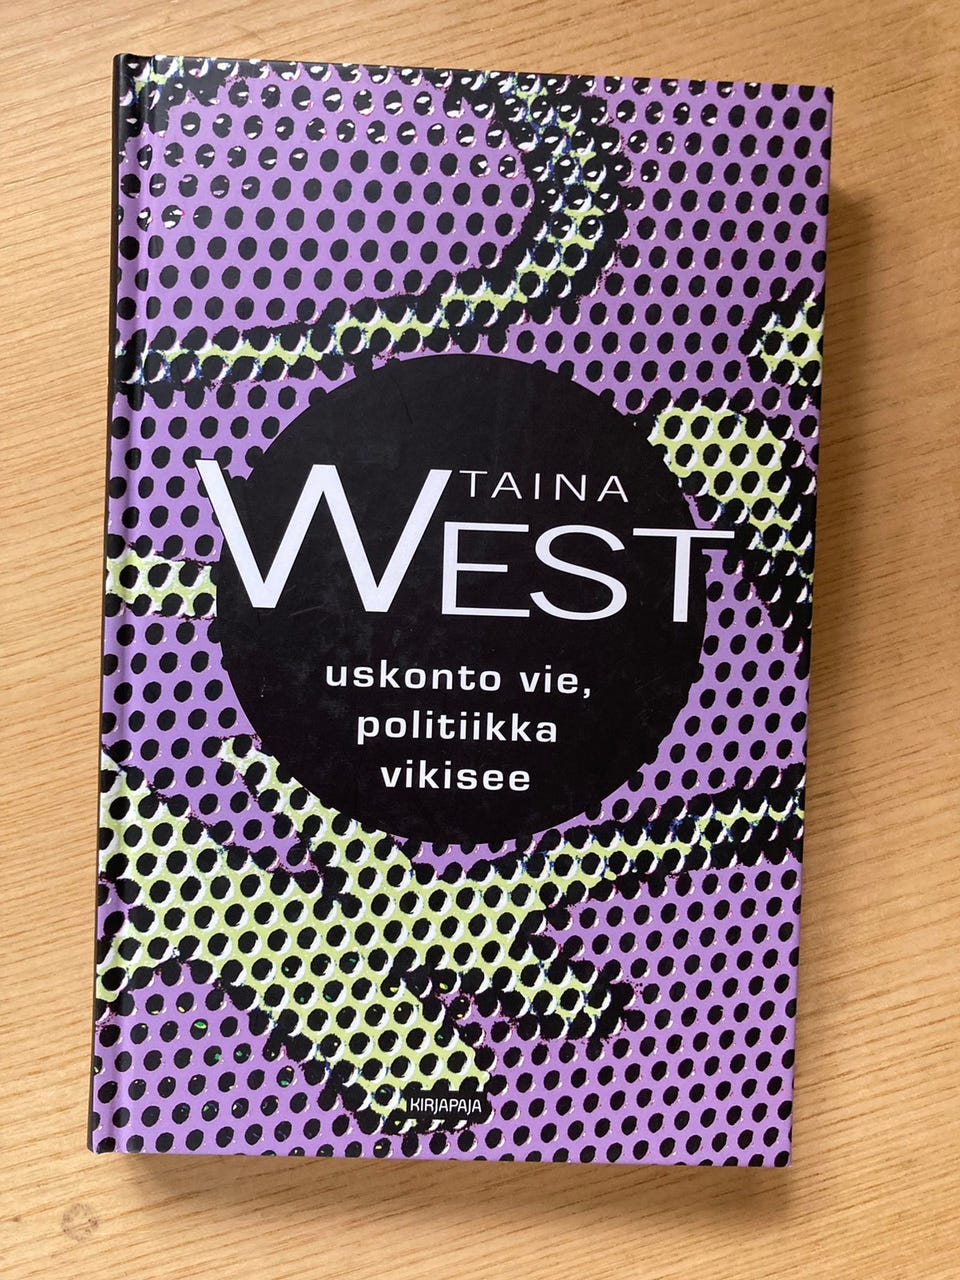 TAINA
WEST
uskonto vie,
politiikka
vikisee
KIRJAPAJA